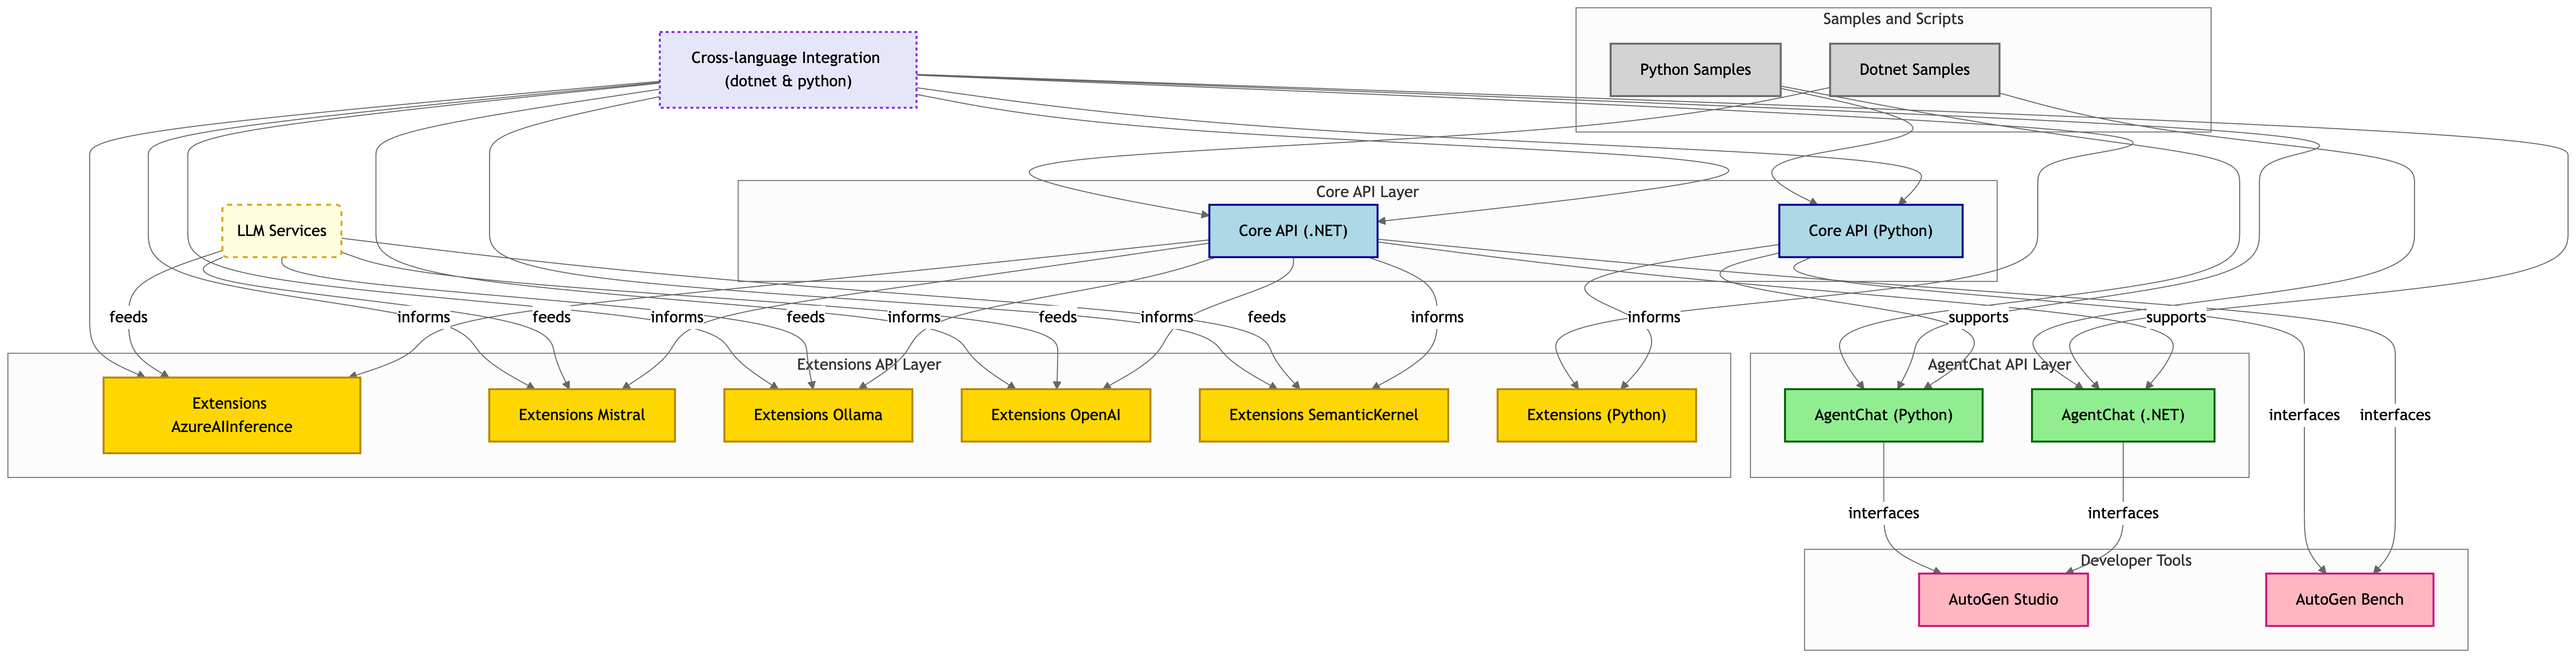 Samples and Scripts
Cross-language Integration
(dotnet & python)
Python Samples
Dotnet Samples
Core API Layer
LLM Services
Core API (.NET)
Core API (Python)
feeds
informs
feeds
informs
feeds
informs
feeds
informs
feeds
informs
informs
supports
supports
Extensions API Layer
AgentChat API Layer
Extensions
AzureAIInference
Extensions Mistral
Extensions Ollama
Extensions OpenAI
Extensions SemanticKernel
Extensions (Python)
AgentChat (Python)
AgentChat (.NET)
interfaces
interfaces
interfaces
interfaces
Developer Tools
AutoGen Studio
AutoGen Bench